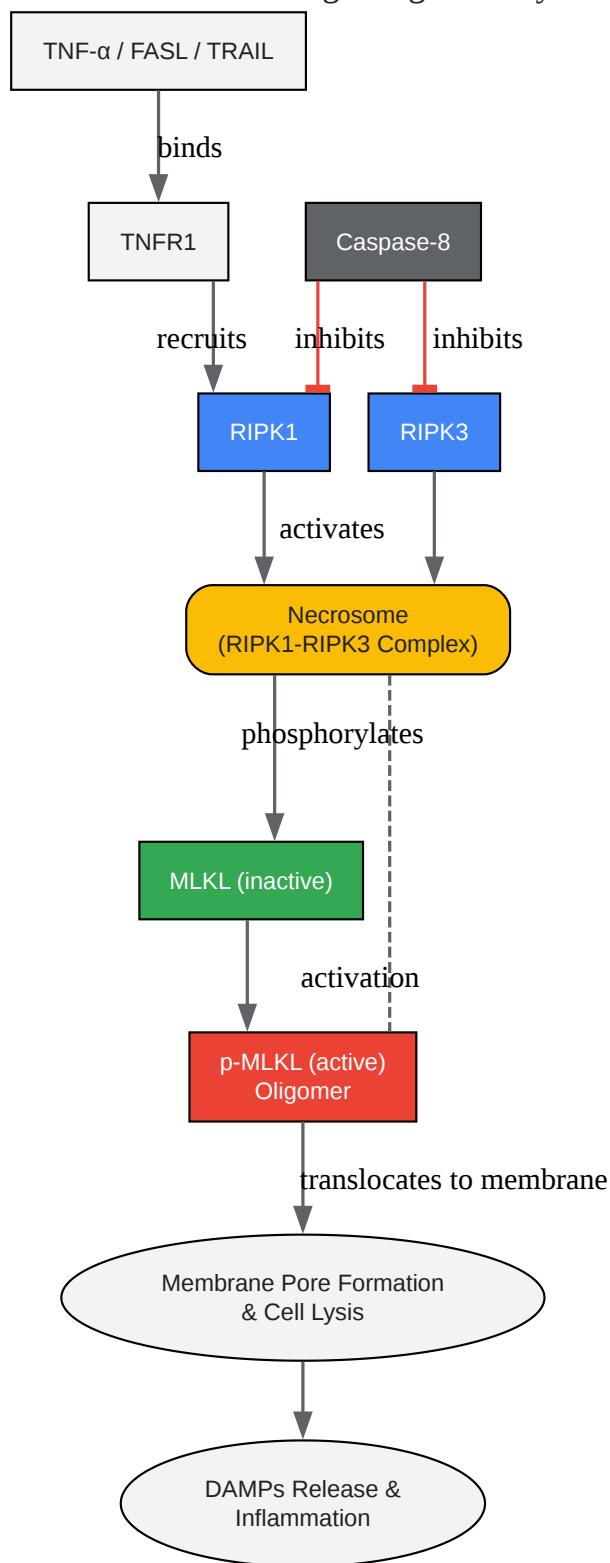 TNF-α / FASL / TRAIL
binds
TNFR1
Caspase-8
recruits
inhibits
inhibits
RIPK1
RIPK3
activates
Necrosome
(RIPK1-RIPK3 Complex)
phosphorylates
MLKL (inactive)
activation
p-MLKL (active)
Oligomer
translocates to membrane
Membrane Pore Formation
& Cell Lysis
DAMPs Release &
Inflammation